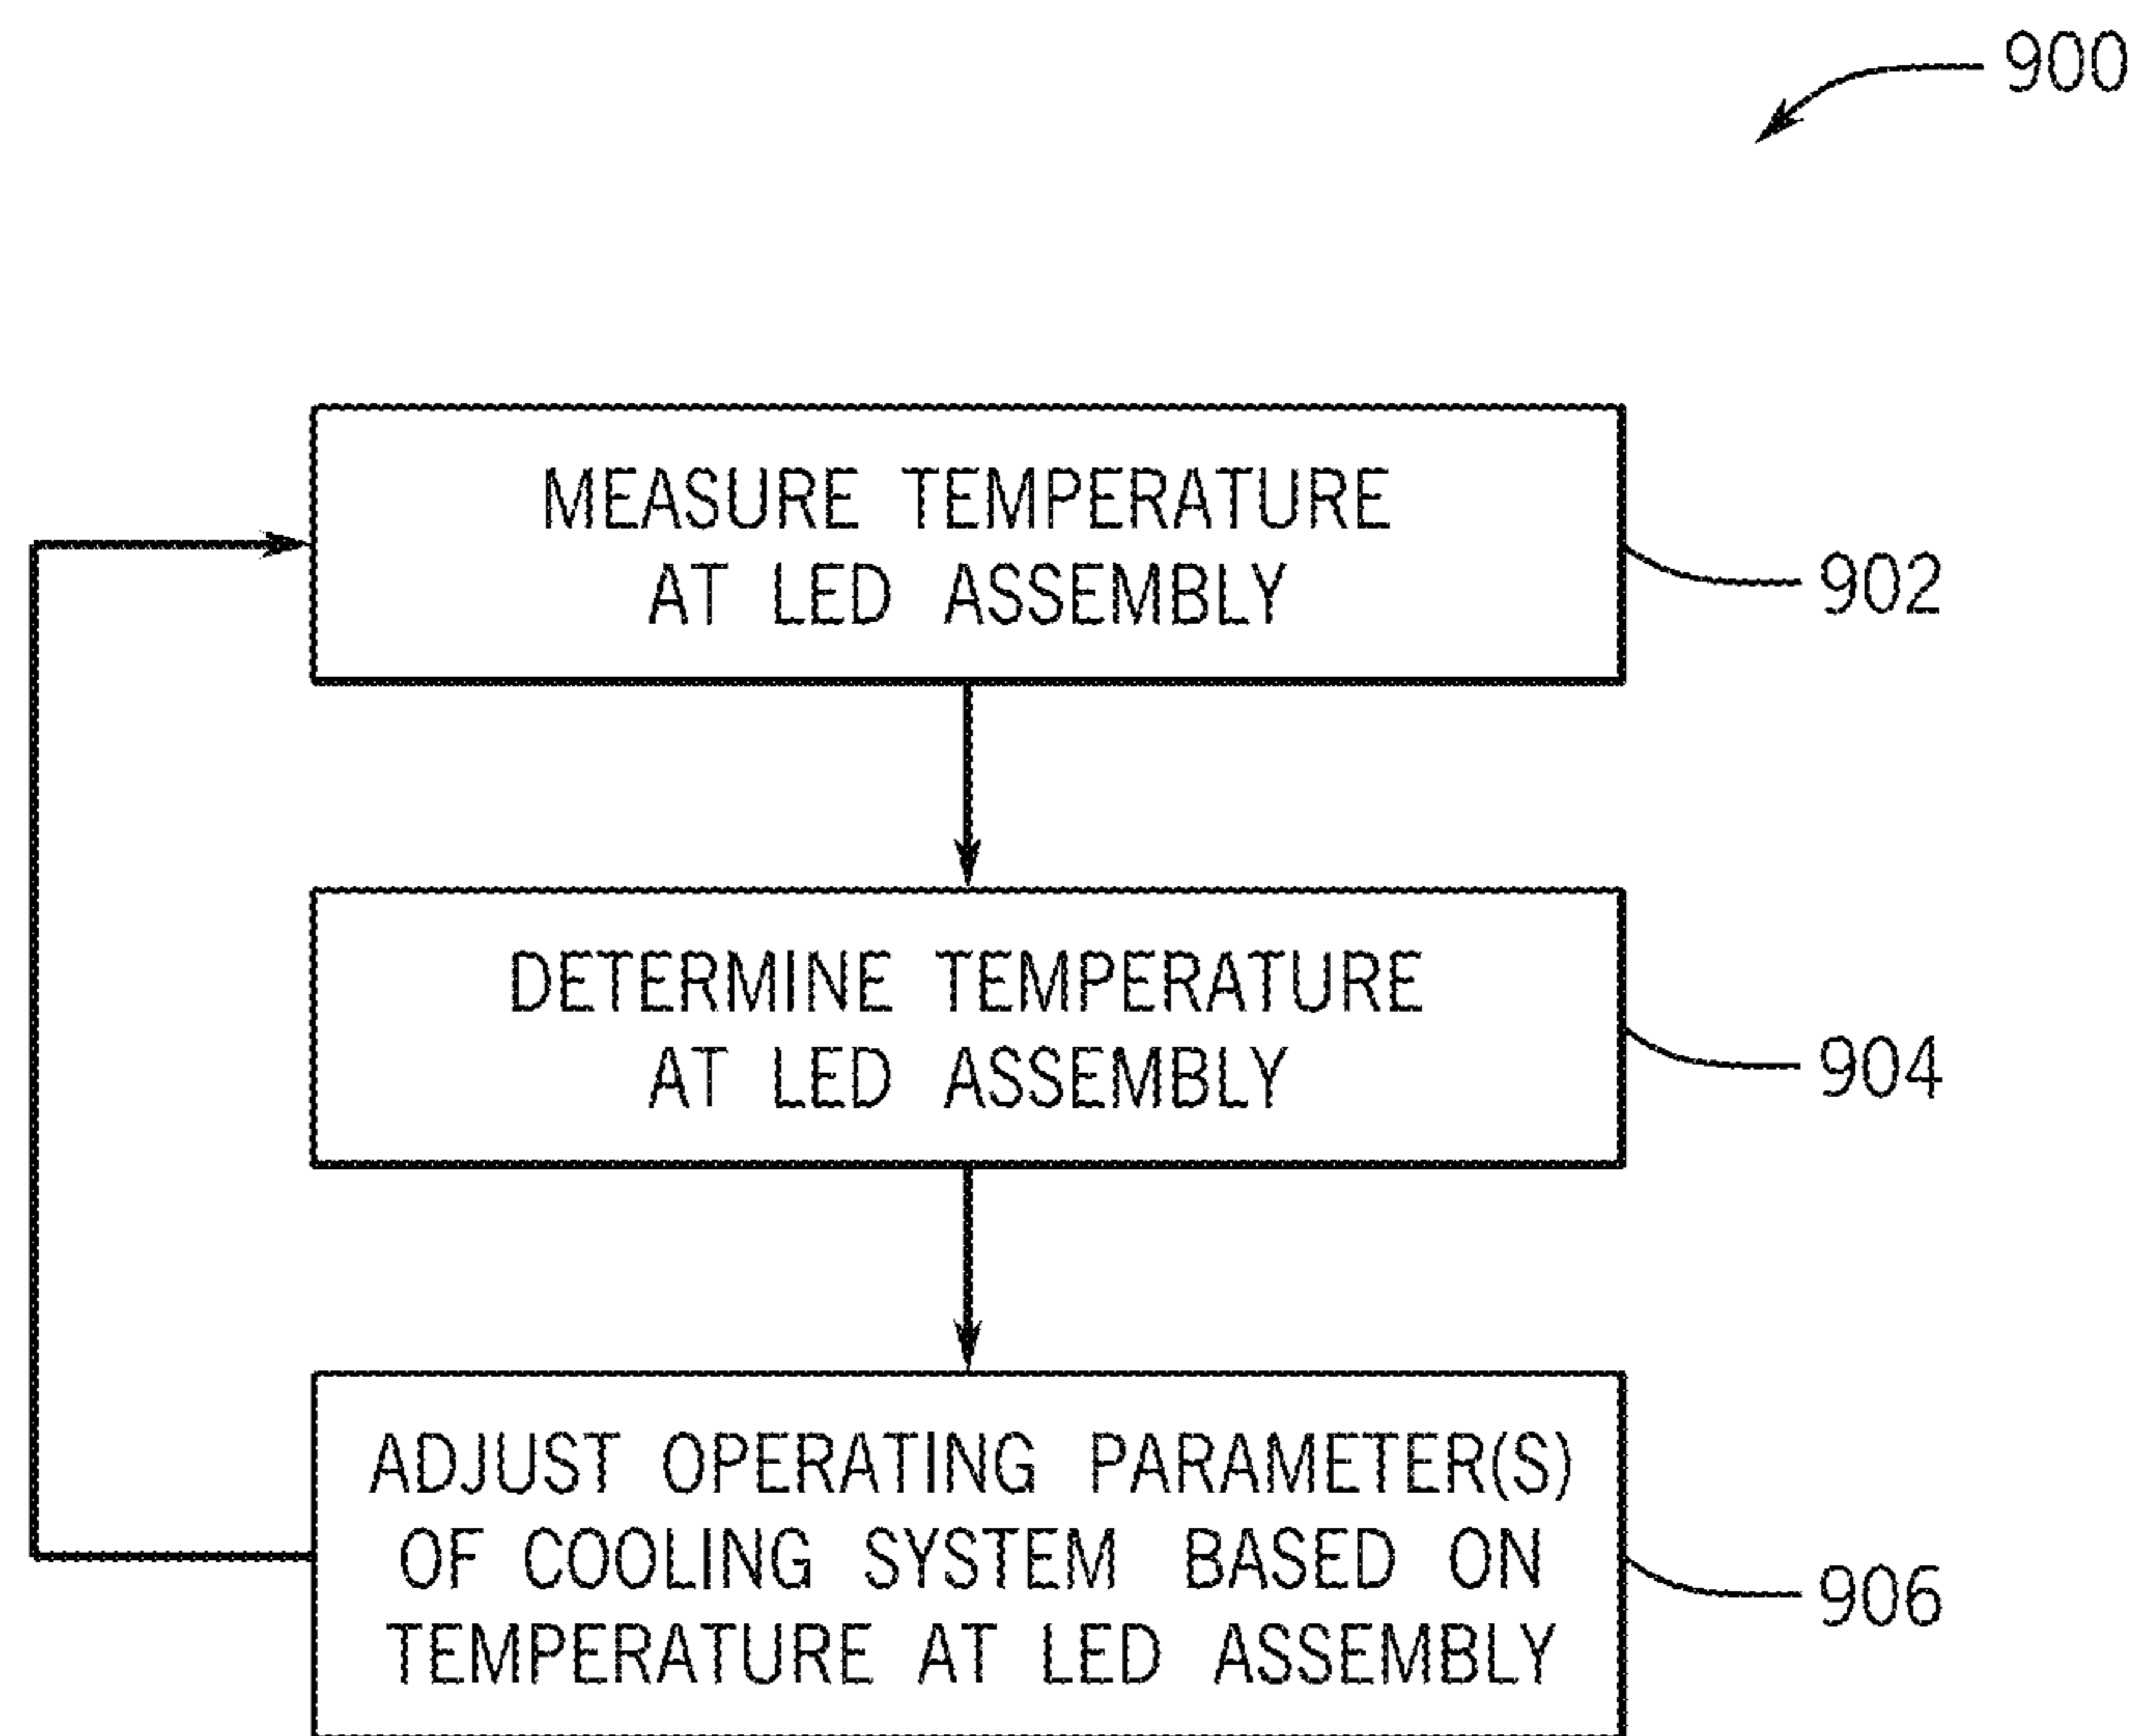 900
MEASURE TEMPERATURE
AT LED ASSEMBLY
902
DETERMINE TEMPERATURE
AT LED ASSEMBLY
904
ADJUST OPERATING PARAMETER(S)
OF COOLING SYSTEM BASED ON
TEMPERATURE AT LED ASSEMBLY
906